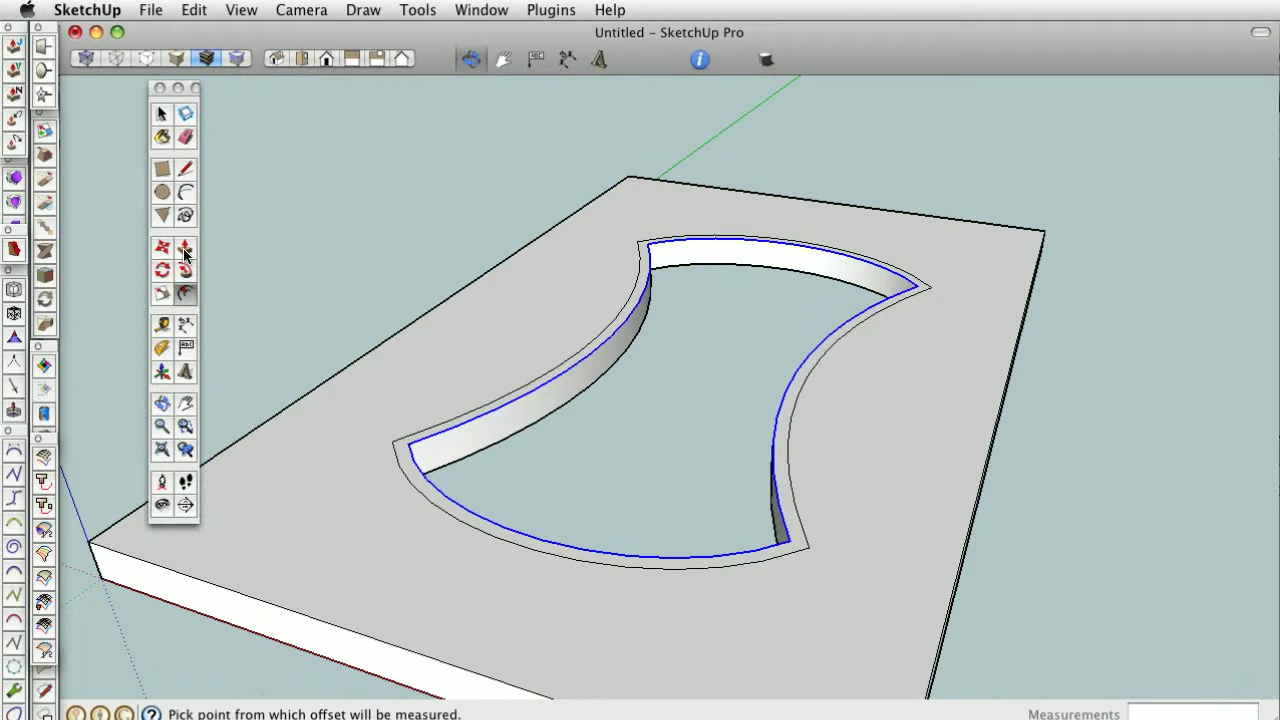 SketchUp File Edit View Camera Draw Tools Window Plugins Help
Untitled – SketchUp Pro
Pick point from which offset will be measured.
Measurements